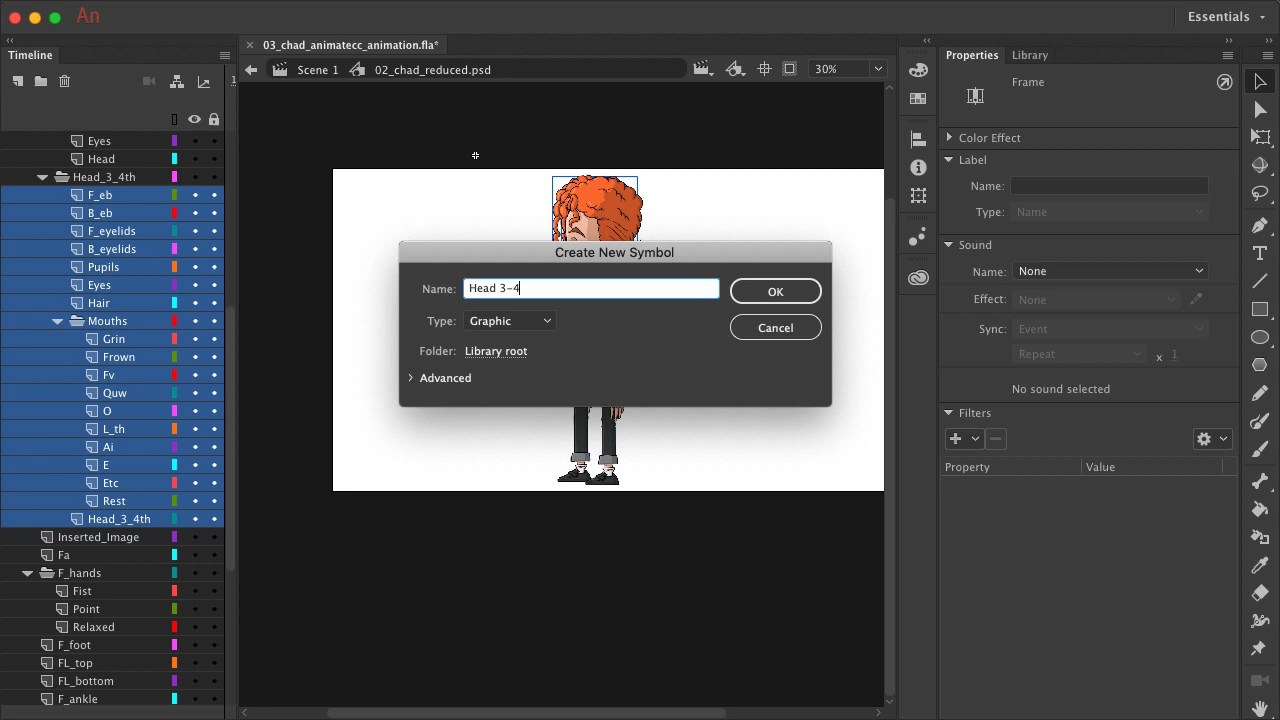 An
Essentials
Timeline
03_chad_animatecc_animation.fla*
Properties
Library
Scene 1
02_chad_reduced.psd
30%
1
Frame
Eyes
Head
Head_3_4th
F_eb
B_eb
F_eyelids
B_eyelids
Pupils
Eyes
Hair
Mouths
Grin
Frown
Fv
Quw
O
L_th
Ai
E
Etc
Rest
Head_3_4th
Inserted_Image
Fa
F_hands
Fist
Point
Relaxed
F_foot
FL_top
FL_bottom
F_ankle
Create New Symbol
Name: Head 3-4
OK
Type: Graphic
Cancel
Folder: Library root
Advanced
Color Effect
Label
Name:
Type: Name
Sound
Name: None
Effect: None
Sync: Event
Repeat x 1
No sound selected
Filters
Property Value